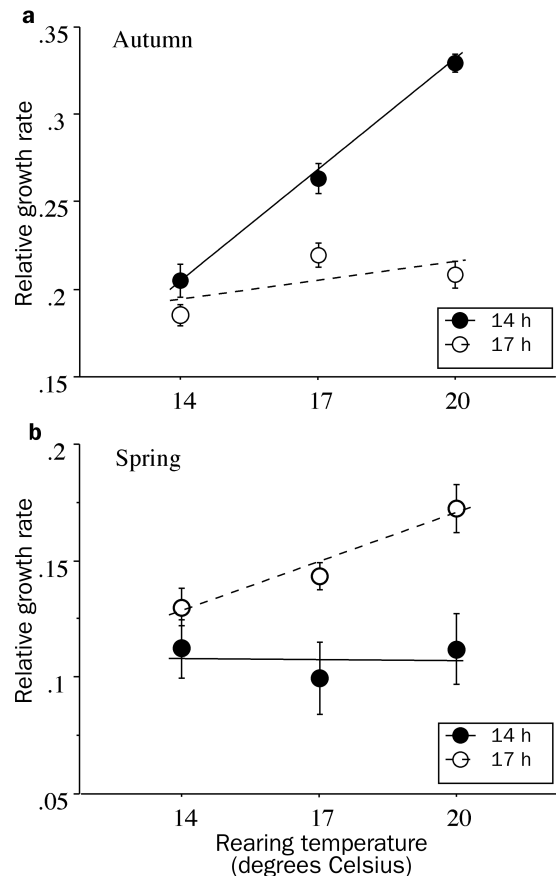 a
Autumn
.35
.3
.25
.2
.15
Relative growth rate
14 h
17 h
14 17 20
b
Spring
.2
.15
.1
.05
Relative growth rate
14 h
17 h
14 17 20
Rearing temperature
(degrees Celsius)